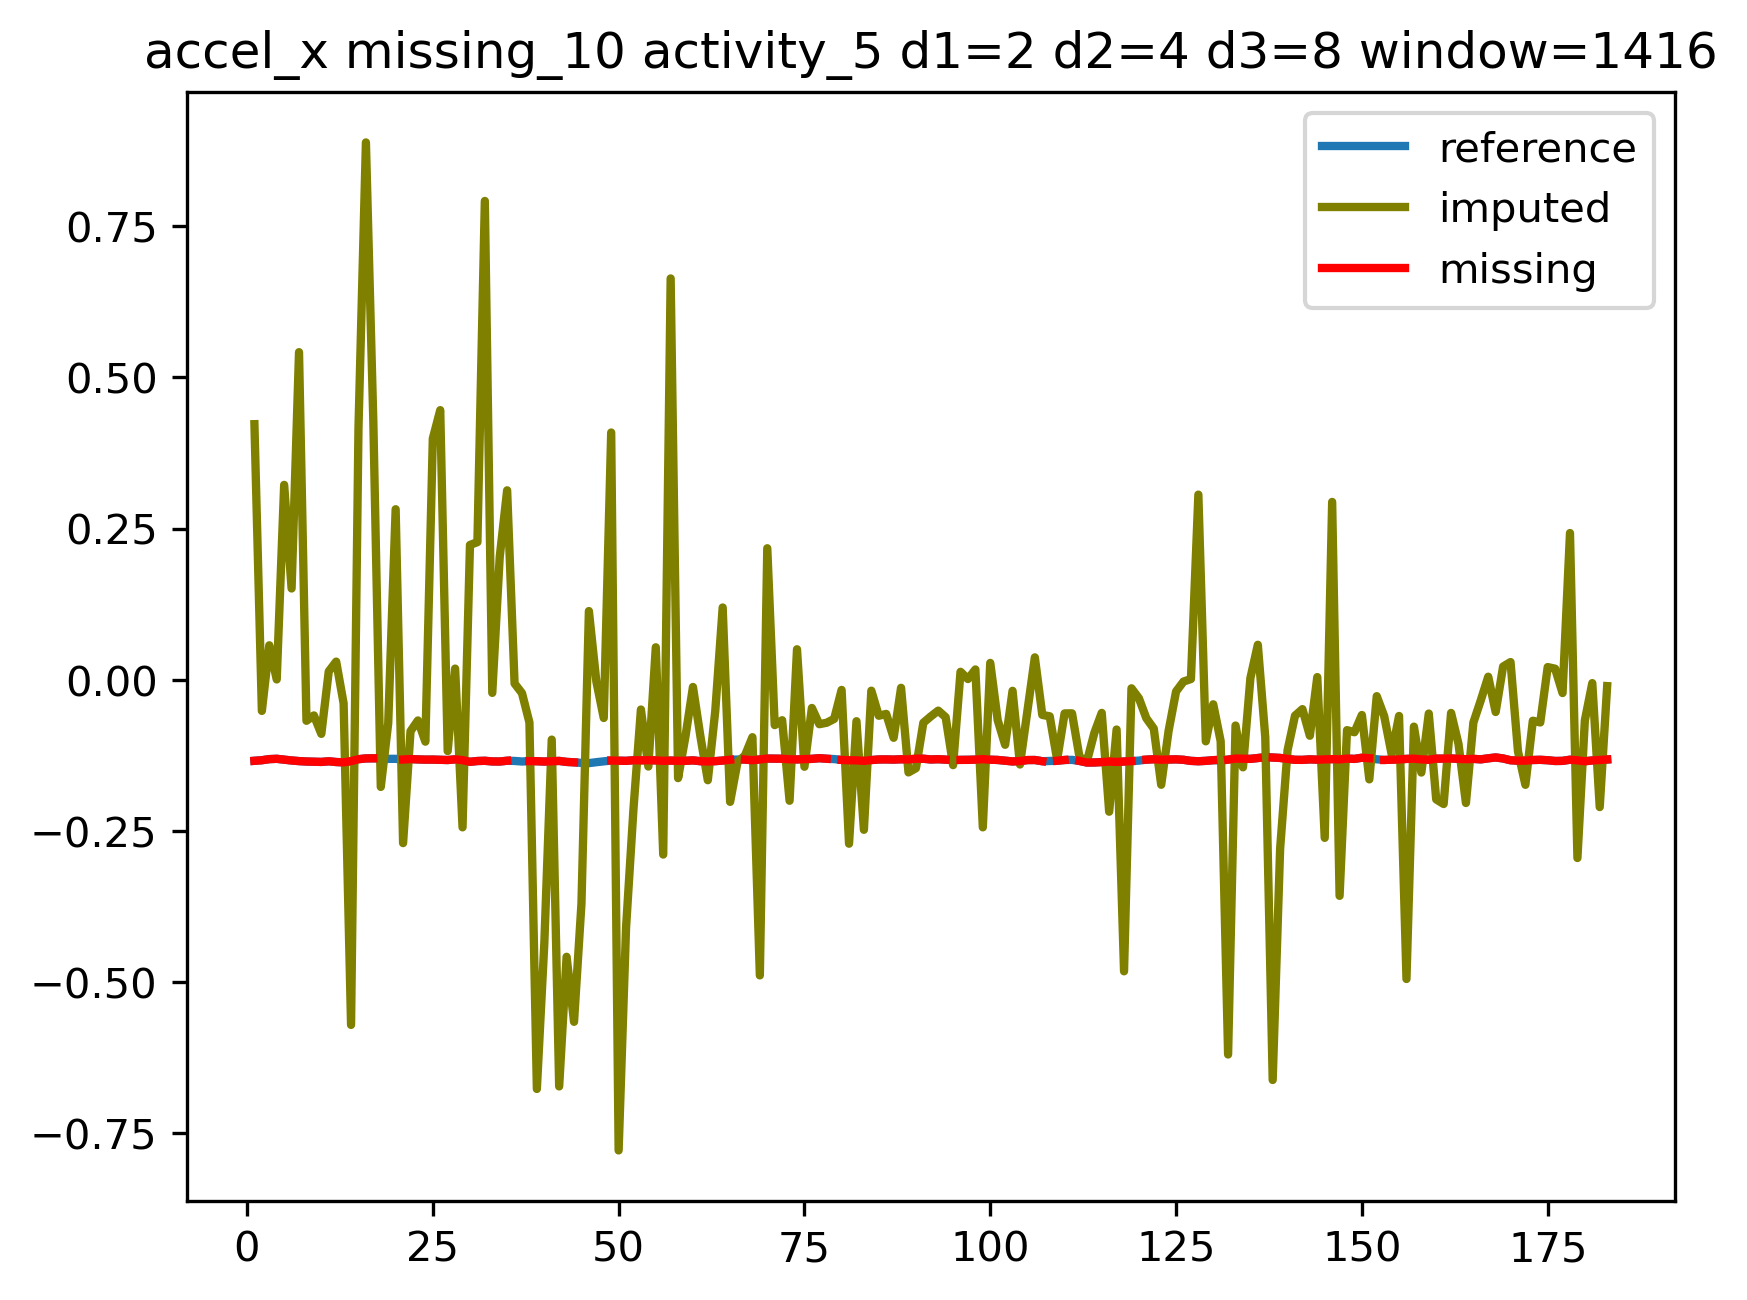 accel_x missing_10 activity_5 d1=2 d2=4 d3=8 window=1416
reference
imputed
missing
0.75
0.50
0.25
0.00
−0.25
−0.50
−0.75
0 25 50 75 100 125 150 175